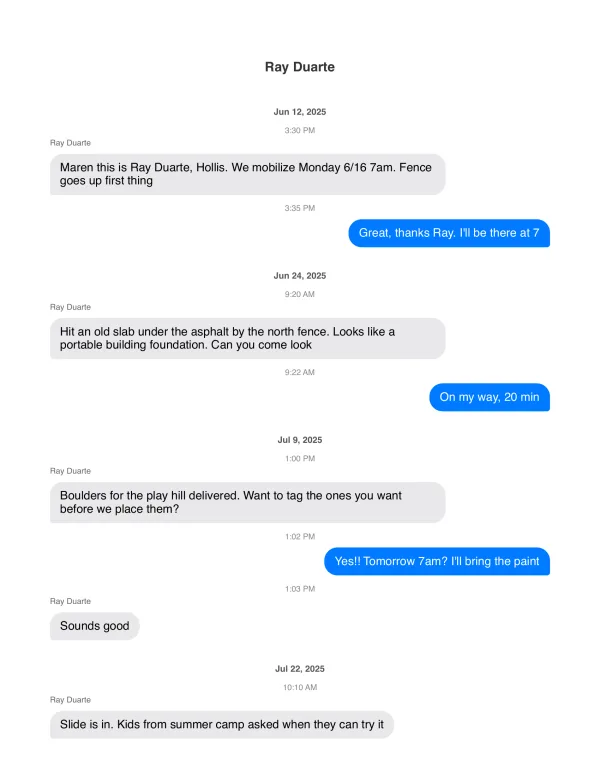 Ray Duarte
Jun 12, 2025
3:30 PM
Ray Duarte
Maren this is Ray Duarte, Hollis. We mobilize Monday 6/16 7am. Fence
goes up first thing
3:35 PM
Great, thanks Ray. I'll be there at 7
Jun 24, 2025
9:20 AM
Ray Duarte
Hit an old slab under the asphalt by the north fence. Looks like a
portable building foundation. Can you come look
9:22 AM
On my way, 20 min
Jul 9, 2025
1:00 PM
Ray Duarte
Boulders for the play hill delivered. Want to tag the ones you want
before we place them?
1:02 PM
Yes!! Tomorrow 7am? I'll bring the paint
1:03 PM
Ray Duarte
Sounds good
Jul 22, 2025
10:10 AM
Ray Duarte
Slide is in. Kids from summer camp asked when they can try it